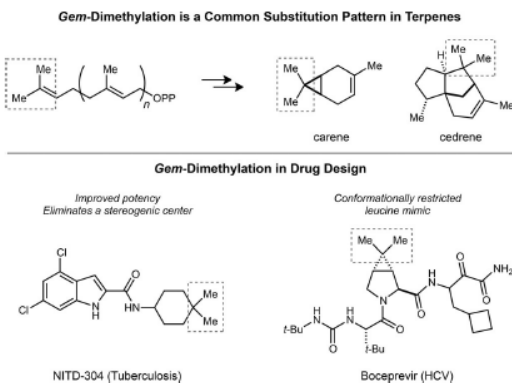 Gem-Dimethylation is a Common Substitution Pattern in Terpenes
Me
Me
Me
n
OPP
Me
Me
Me
carene
H
Me
Me
Me
Me
cedrene
Gem-Dimethylation in Drug Design
Improved potency
Eliminates a stereogenic center
Cl
Cl
N
H
O
N
H
Me
Me
NITD-304 (Tuberculosis)
Conformationally restricted
leucine mimic
Me Me
H
N
O
O
NH2
O
N
O
t-Bu
H
N
O
H
N
t-Bu
Boceprevir (HCV)